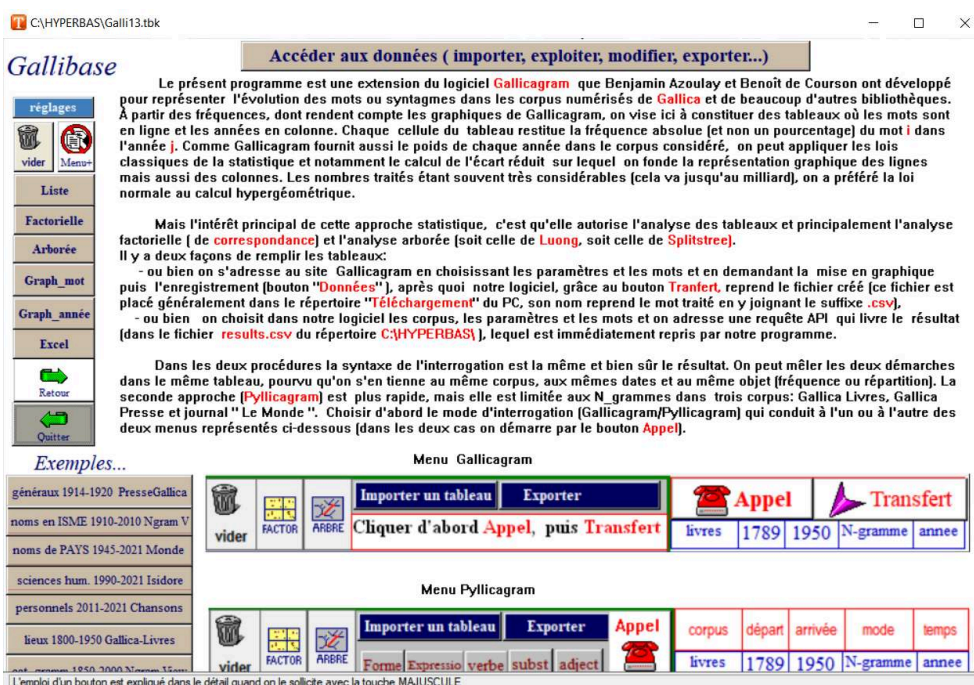 C:\HYPERBAS\Galli13.tbk
Gallibase
Accéder aux données ( importer, exploiter, modifier, exporter...)
réglages
vider
Menu+
Liste
Factorielle
Arborée
Graph_mot
Graph_année
Excel
Retour
Quitter
Le présent programme est une extension du logiciel Gallicagram que Benjamin Azoulay et Benoît de Courson ont développé
pour représenter l'évolution des mots ou syntagmes dans les corpus numérisés de Gallica et de beaucoup d'autres bibliothèques.
À partir des fréquences, dont rendent compte les graphiques de Gallicagram, on vise ici à constituer des tableaux où les mots sont
en ligne et les années en colonne. Chaque cellule du tableau restitue la fréquence absolue (et non un pourcentage) du mot i dans
l'année j. Comme Gallicagram fournit aussi le poids de chaque année dans le corpus considéré, on peut appliquer les lois
classiques de la statistique et notamment le calcul de l'écart réduit sur lequel on fonde la représentation graphique des lignes
mais aussi des colonnes. Les nombres traités étant souvent très considérables (cela va jusqu'au milliard), on a préféré la loi
normale au calcul hypergéométrique.
Mais l'intérêt principal de cette approche statistique, c'est qu'elle autorise l'analyse des tableaux et principalement l'analyse
factorielle ( de correspondance) et l'analyse arborée (soit celle de Luong, soit celle de Splitstree).
Il y a deux façons de remplir les tableaux:
- ou bien on s'adresse au site Gallicagram en choisissant les paramètres et les mots et en demandant la mise en graphique
puis l'enregistrement (bouton "Données"), après quoi notre logiciel, grâce au bouton Tranfert, reprend le fichier créé (ce fichier est
placé généralement dans le répertoire "Téléchargement" du PC, son nom reprend le mot traité en y joignant le suffixe .csv),
- ou bien on choisit dans notre logiciel les corpus, les paramètres et les mots et on adresse une requête API qui livre le résultat
(dans le fichier results.csv du répertoire C:\HYPERBAS\ ), lequel est immédiatement repris par notre programme.
Dans les deux procédures la syntaxe de l'interrogation est la même et bien sûr le résultat. On peut mêler les deux démarches
dans le même tableau, pourvu qu'on s'en tienne au même corpus, aux mêmes dates et au même objet (fréquence ou répartition). La
seconde approche (Pyllicagram) est plus rapide, mais elle est limitée aux N_grammes dans trois corpus: Gallica Livres, Gallica
Presse et journal " Le Monde ". Choisir d'abord le mode d'interrogation (Gallicagram/Pyllicagram) qui conduit à l'un ou à l'autre des
deux menus représentés ci-dessous (dans les deux cas on démarre par le bouton Appel).
Exemples...
généraux 1914-1920 PresseGallica
noms en ISME 1910-2010 Ngram V
noms de PAYS 1945-2021 Monde
sciences hum. 1990-2021 Isidore
personnels 2011-2021 Chansons
lieux 1800-1950 Gallica-Livres
Menu Gallicagram
vider
FACTOR
ARBRE
Importer un tableau
Exporter
Cliquer d'abord Appel, puis Transfert
Appel
Transfert
livres 1789 1950 N-gramme annee
Menu Pyllicagram
vider
FACTOR
ARBRE
Importer un tableau
Exporter
Appel
Forme Expressio verbe subst adject
corpus départ arrivée mode temps
livres 1789 1950 N-gramme annee
L'emploi d'un bouton est expliqué dans le détail quand on le sollicite avec la touche MAJUSCULE